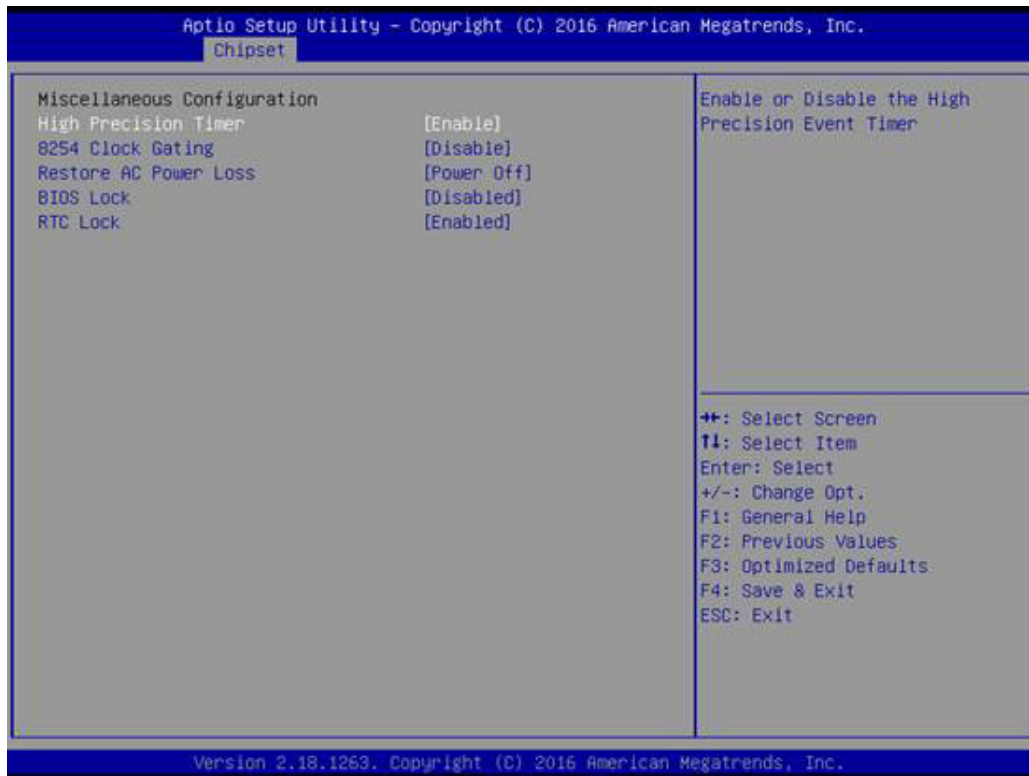 Aptio Setup Utility – Copyright (C) 2016 American Megatrends, Inc.
Chipset
Miscellaneous Configuration
High Precision Timer [Enable]
8254 Clock Gating [Disable]
Restore AC Power Loss [Power Off]
BIOS Lock [Disabled]
RTC Lock [Enabled]
Enable or Disable the High
Precision Event Timer
→←: Select Screen
↑↓: Select Item
Enter: Select
+/-: Change Opt.
F1: General Help
F2: Previous Values
F3: Optimized Defaults
F4: Save & Exit
ESC: Exit
Version 2.18.1263. Copyright (C) 2016 American Megatrends, Inc.